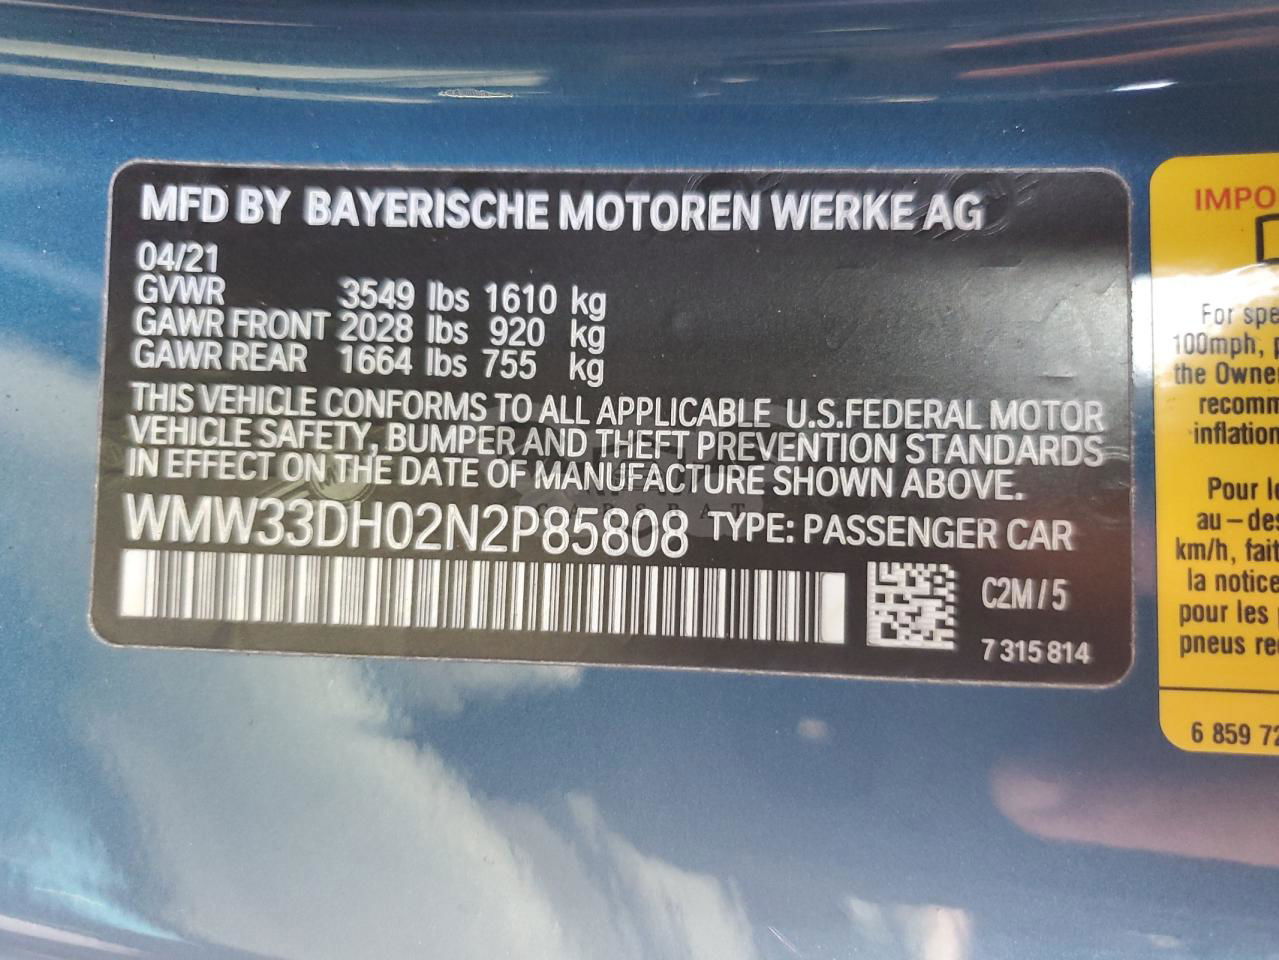 MFD BY BAYERISCHE MOTOREN WERKE AG
04/21
GVWR 3549 lbs 1610 kg
GAWR FRONT 2028 lbs 920 kg
GAWR REAR 1664 lbs 755 kg
THIS VEHICLE CONFORMS TO ALL APPLICABLE U.S.FEDERAL MOTOR
VEHICLE SAFETY, BUMPER AND THEFT PREVENTION STANDARDS
IN EFFECT ON THE DATE OF MANUFACTURE SHOWN ABOVE.
WMW33DH02N2P85808 TYPE: PASSENGER CAR
C2M/5
7 315 814
IMPO
For spe
100mph, p
the Owne
recomm
inflation
Pour le
au-des
km/h, fait
la notice
pour les
pneus re
6 859 72